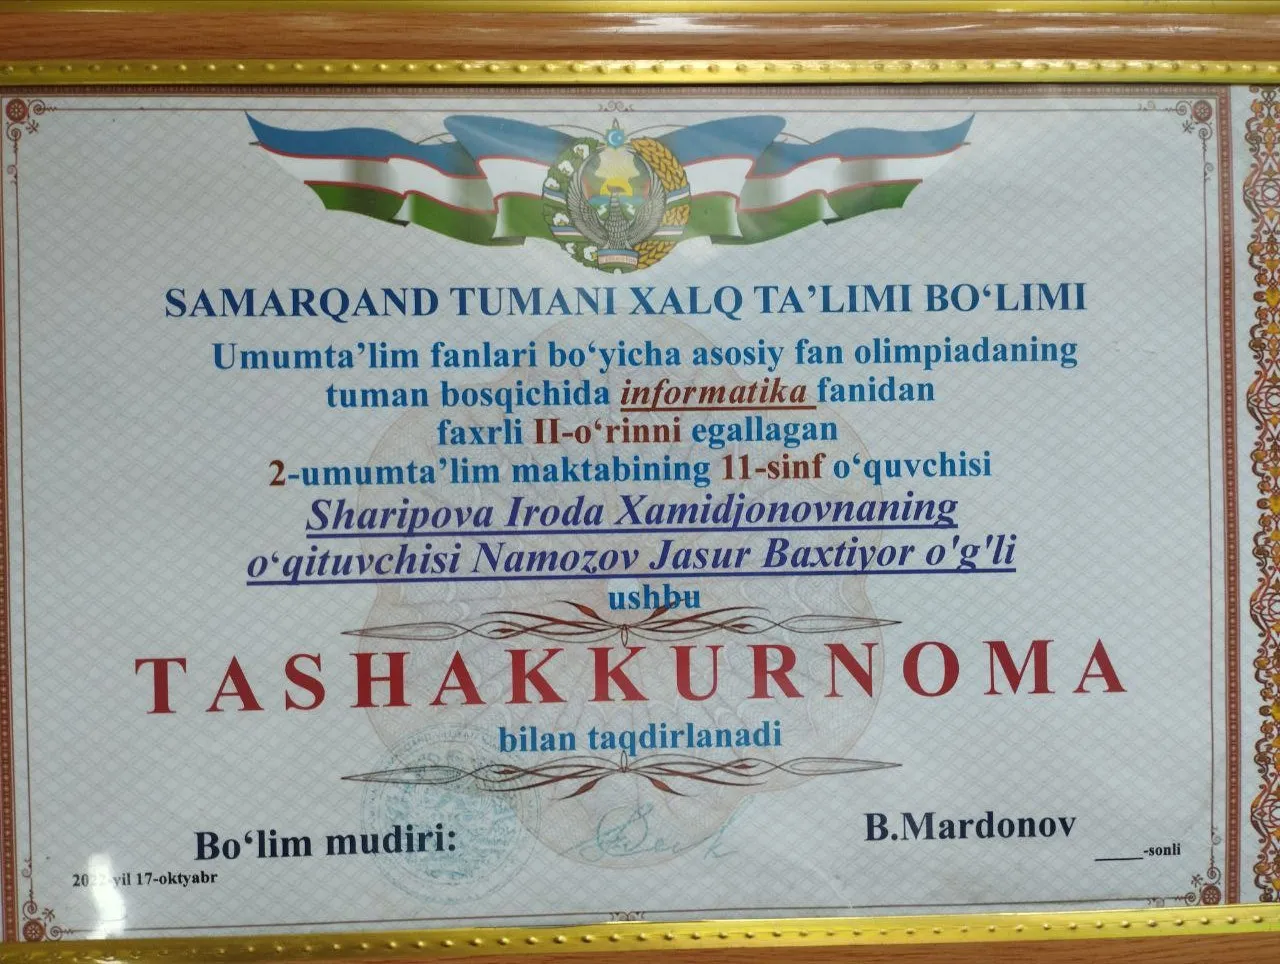 SAMARQAND TUMANI XALQ TA’LIMI BO‘LIMI
Umumta’lim fanlari bo‘yicha asosiy fan olimpiadaning
tuman bosqichida informatika fanidan
faxrli II-o‘rinni egallagan
2-umumta’lim maktabining 11-sinf o‘quvchisi
Sharipova Iroda Xamidjonovnaning
o‘qituvchisi Namozov Jasur Baxtiyor o'g'li
ushbu
TASHAKKURNOMA
bilan taqdirlanadi
Bo‘lim mudiri:
B.Mardonov
_____-sonli
2022-yil 17-oktyabr